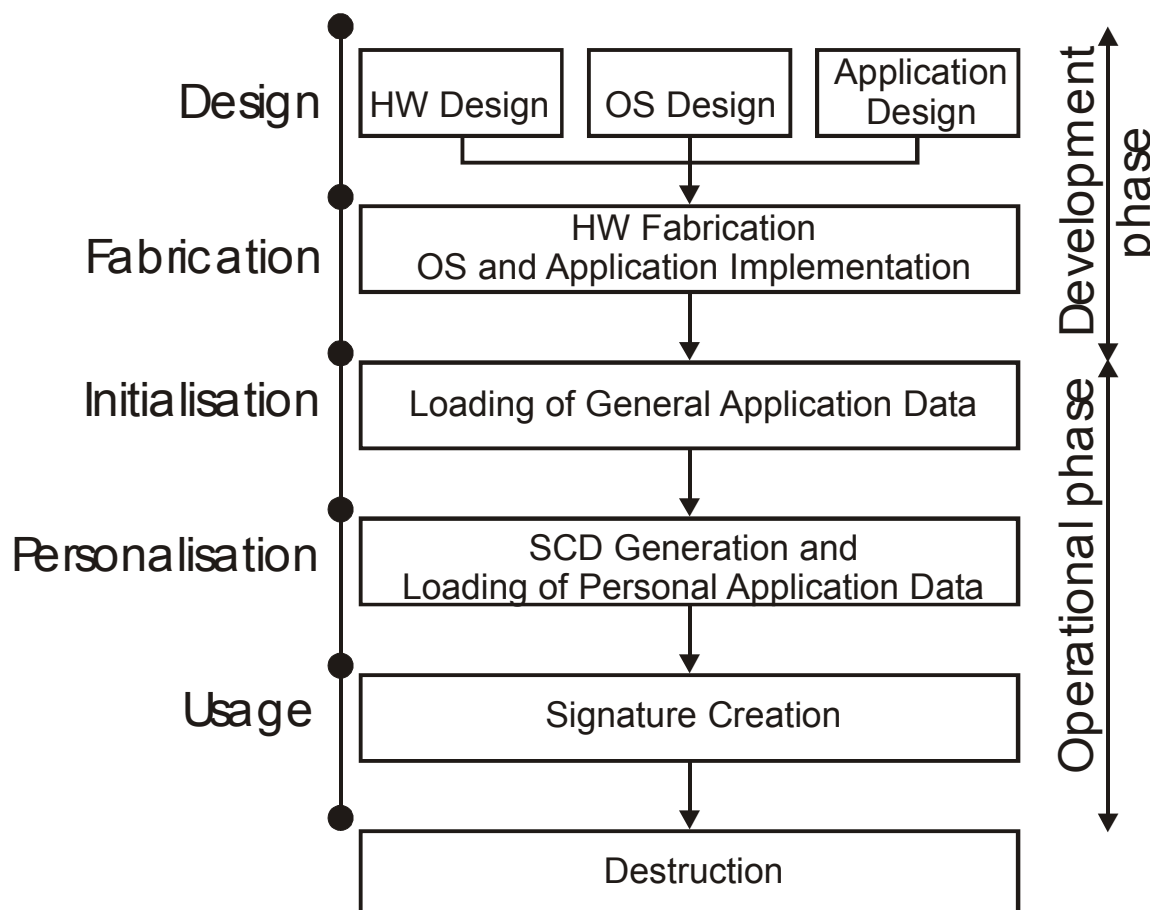 Design
HW Design
OS Design
Application
Design
Development
phase
Fabrication
HW Fabrication
OS and Application Implementation
Initialisation
Loading of General Application Data
Operational phase
Personalisation
SCD Generation and
Loading of Personal Application Data
Usage
Signature Creation
Destruction